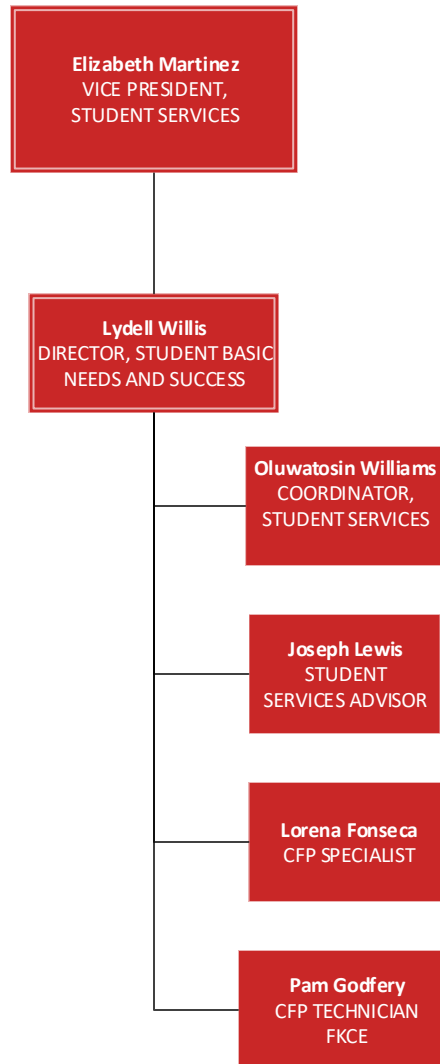 Elizabeth Martinez
VICE PRESIDENT,
STUDENT SERVICES
Lydell Willis
DIRECTOR, STUDENT BASIC
NEEDS AND SUCCESS
Oluwatosin Williams
COORDINATOR,
STUDENT SERVICES
Joseph Lewis
STUDENT
SERVICES ADVISOR
Lorena Fonseca
CFP SPECIALIST
Pam Godfery
CFP TECHNICIAN
FKCE